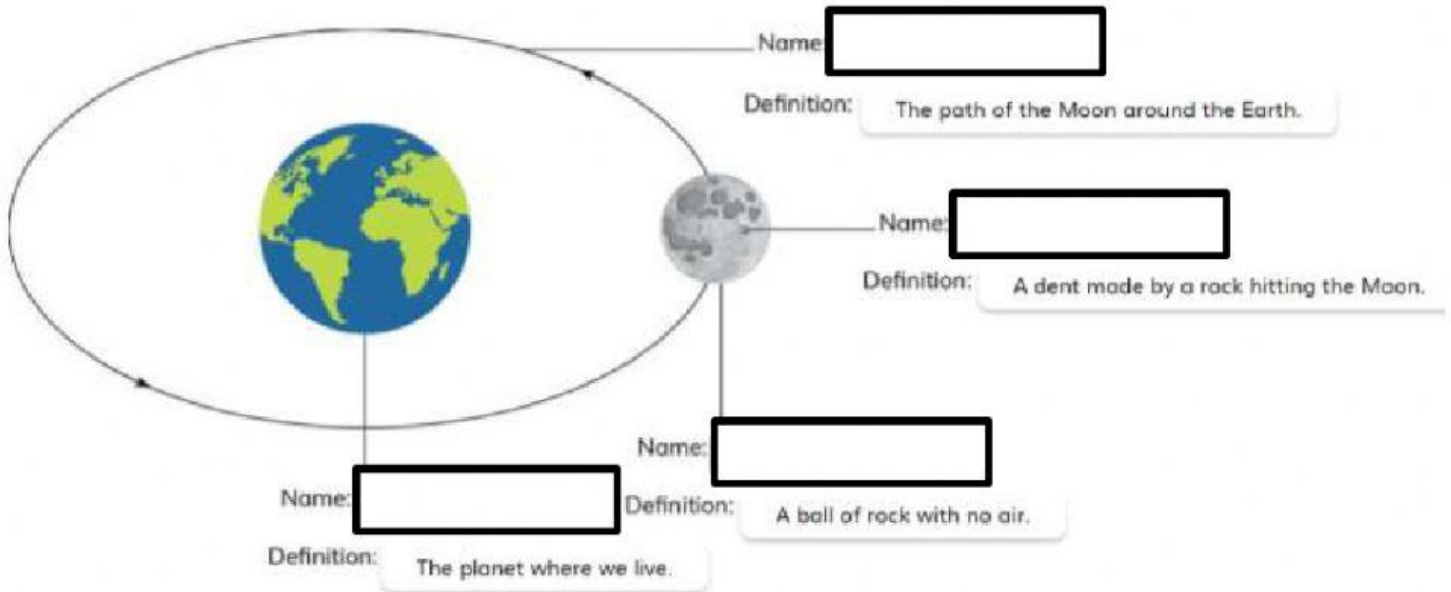 Name
Definition: The path of the Moon around the Earth.
Name:
Definition: A dent made by a rock hitting the Moon.
Name:
Definition: A ball of rock with no air.
Name:
Definition: The planet where we live.